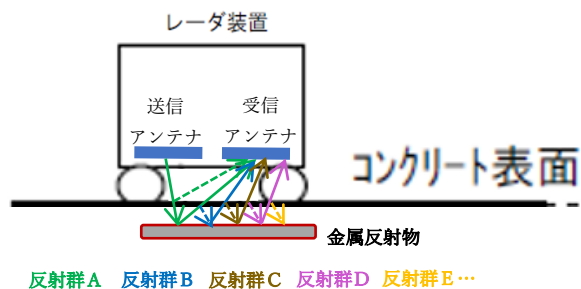 レーダ装置
送信
アンテナ
受信
アンテナ
コンクリート表面
金属反射物
反射群A 反射群B 反射群C 反射群D 反射群E…